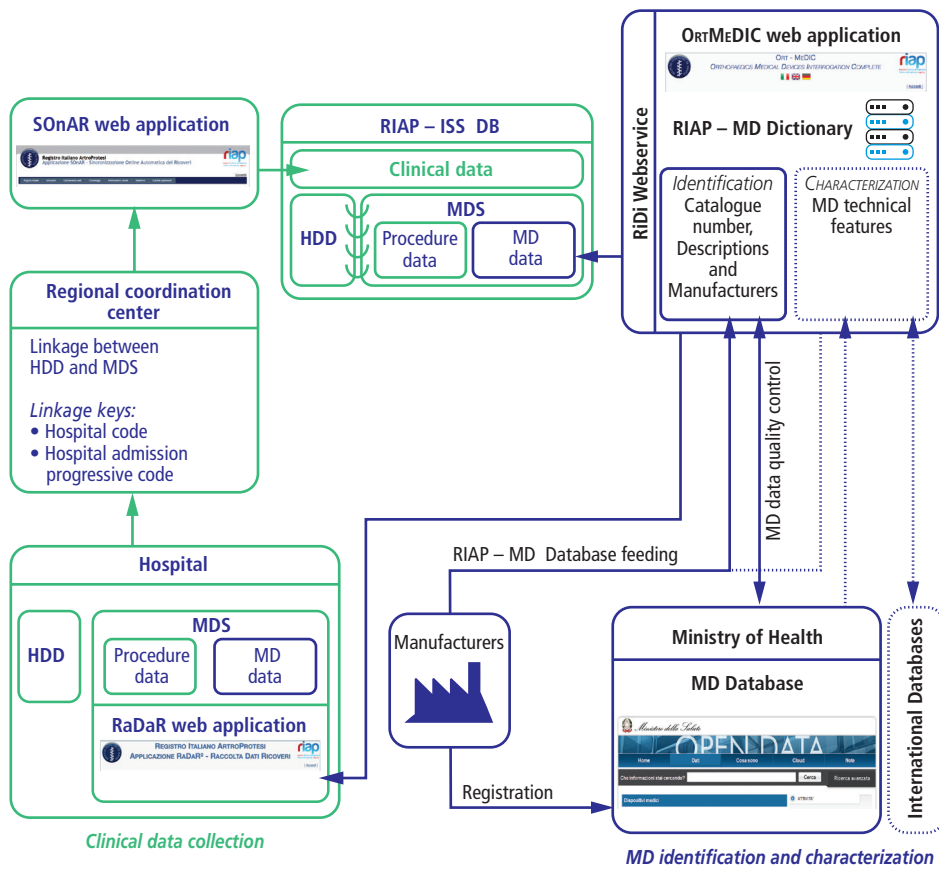 SOnAR web application
Registro Italiano ArtroProtesi
Applicazione SOnAR - Sincronizzazione Online Automatica dei Ricoveri
riap
RIAP – ISS DB
Clinical data
HDD
MDS
Procedure
data
MD
data
ORTMEDIC web application
ORT - MEDIC
ORTHOPAEDICS MEDICAL DEVICES INTERROGATION COMPLETE
riap
RiDi Webservice
RIAP – MD Dictionary
Identification
Catalogue
number,
Descriptions
and
Manufacturers
CHARACTERIZATION
MD technical
features
Regional coordination
center
Linkage between
HDD and MDS
Linkage keys:
• Hospital code
• Hospital admission
progressive code
MD data quality control
RIAP – MD Database feeding
Hospital
HDD
MDS
Procedure
data
MD
data
RaDaR web application
REGISTRO ITALIANO ARTROPROTESI
APPLICAZIONE RADAR² - RACCOLTA DATI RICOVERI
riap
Manufacturers
Registration
Ministry of Health
MD Database
Ministero della Salute
OPEN DATA
Home Dati Cosa sono Cloud Note
Che informazioni stai cercando? Cerca Ricerca avanzata
Dispositivi medici
International Databases
Clinical data collection
MD identification and characterization